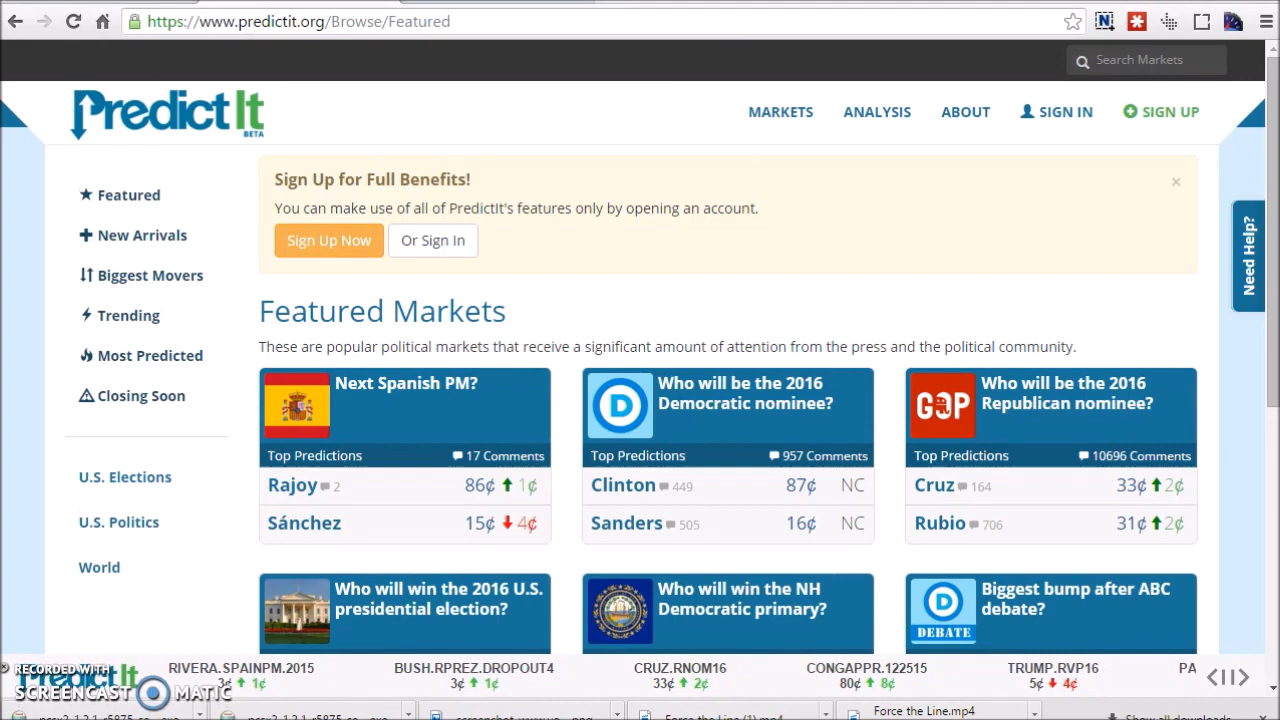 https://www.predictit.org/Browse/Featured
Search Markets
PredictIt
BETA
MARKETS ANALYSIS ABOUT SIGN IN SIGN UP
Sign Up for Full Benefits!
×
You can make use of all of PredictIt's features only by opening an account.
Sign Up Now Or Sign In
Need Help?
Featured
New Arrivals
Biggest Movers
Trending
Most Predicted
Closing Soon
U.S. Elections
U.S. Politics
World
Featured Markets
These are popular political markets that receive a significant amount of attention from the press and the political community.
Next Spanish PM?
Top Predictions 17 Comments
Rajoy 2 86¢ 1¢
Sánchez 15¢ 4¢
D
Who will be the 2016
Democratic nominee?
Top Predictions 957 Comments
Clinton 449 87¢ NC
Sanders 505 16¢ NC
GOP
Who will be the 2016
Republican nominee?
Top Predictions 10696 Comments
Cruz 164 33¢ 2¢
Rubio 706 31¢ 2¢
Who will win the 2016 U.S.
presidential election?
Who will win the NH
Democratic primary?
D
DEBATE
Biggest bump after ABC
debate?
RIVERA.SPAINPM.2015 BUSH.RPREZ.DROPOUT4 CRUZ.RNOM16 CONGAPPR.122515 TRUMP.RVP16 PA
3¢ 1¢ 3¢ 1¢ 33¢ 2¢ 80¢ 8¢ 5¢ 4¢
RECORDED WITH
SCREENCAST MATIC
Force the Line (1).mp4
Force the Line.mp4
Show all downloads